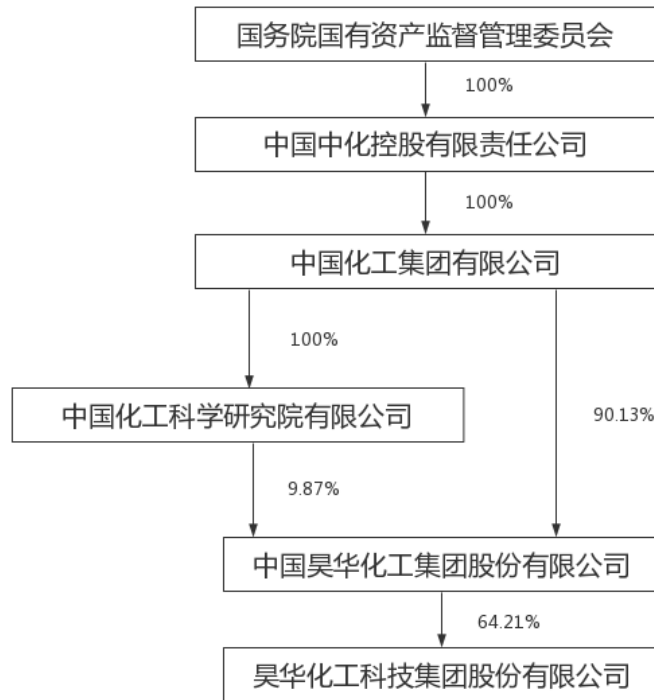 国务院国有资产监督管理委员会
100%
中国中化控股有限责任公司
100%
中国化工集团有限公司
100%
中国化工科学研究院有限公司
90.13%
9.87%
中国昊华化工集团股份有限公司
64.21%
昊华化工科技集团股份有限公司